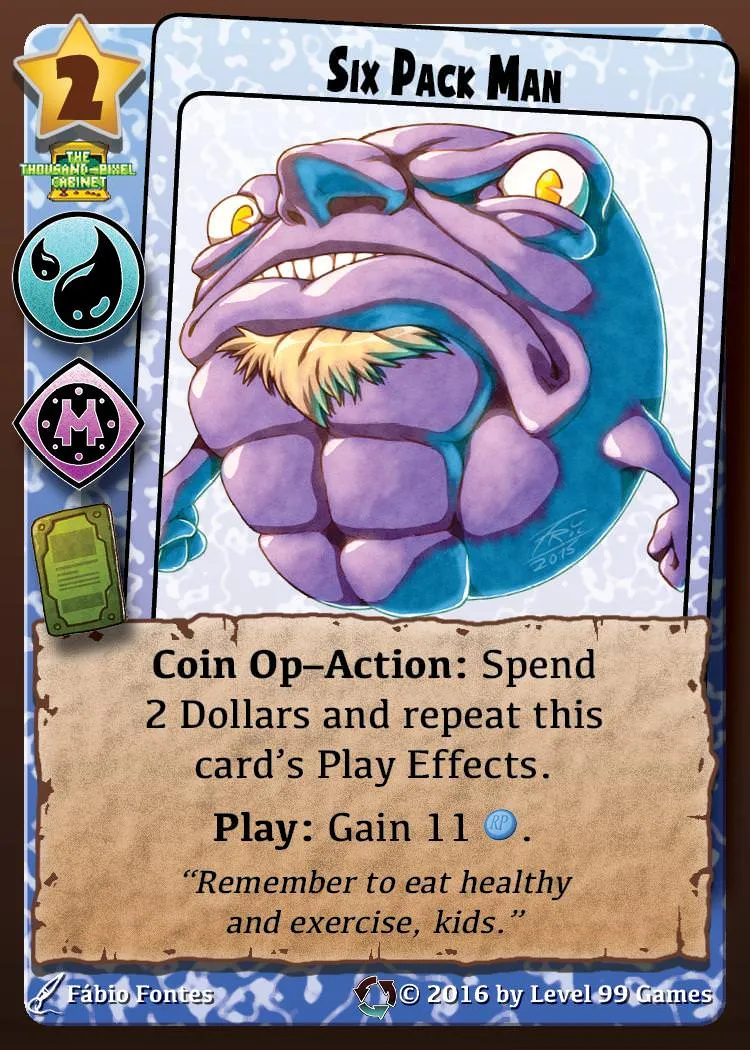 Six Pack Man
2
THE
THOUSAND-PIXEL
CABINET
M
2015
Coin Op–Action: Spend
2 Dollars and repeat this
card's Play Effects.
Play: Gain 11 RP.
“Remember to eat healthy
and exercise, kids.”
Fábio Fontes
© 2016 by Level 99 Games